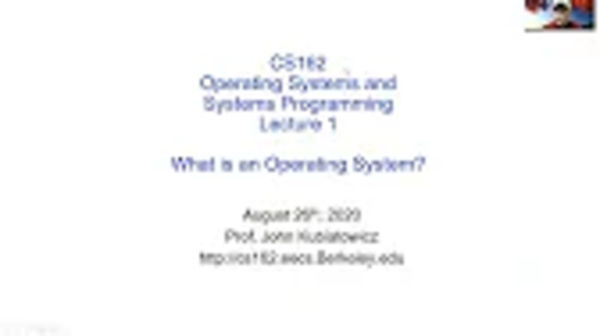 CS162
Operating Systems and
Systems Programming
Lecture 1
What is an Operating System?
August 26th, 2020
Prof. John Kubiatowicz
http://cs162.eecs.Berkeley.edu